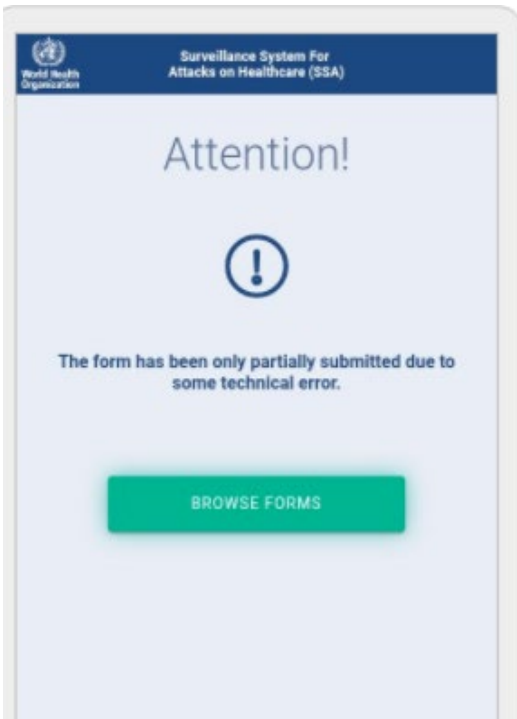 World Health
Organization
Surveillance System For
Attacks on Healthcare (SSA)
Attention!
The form has been only partially submitted due to
some technical error.
BROWSE FORMS